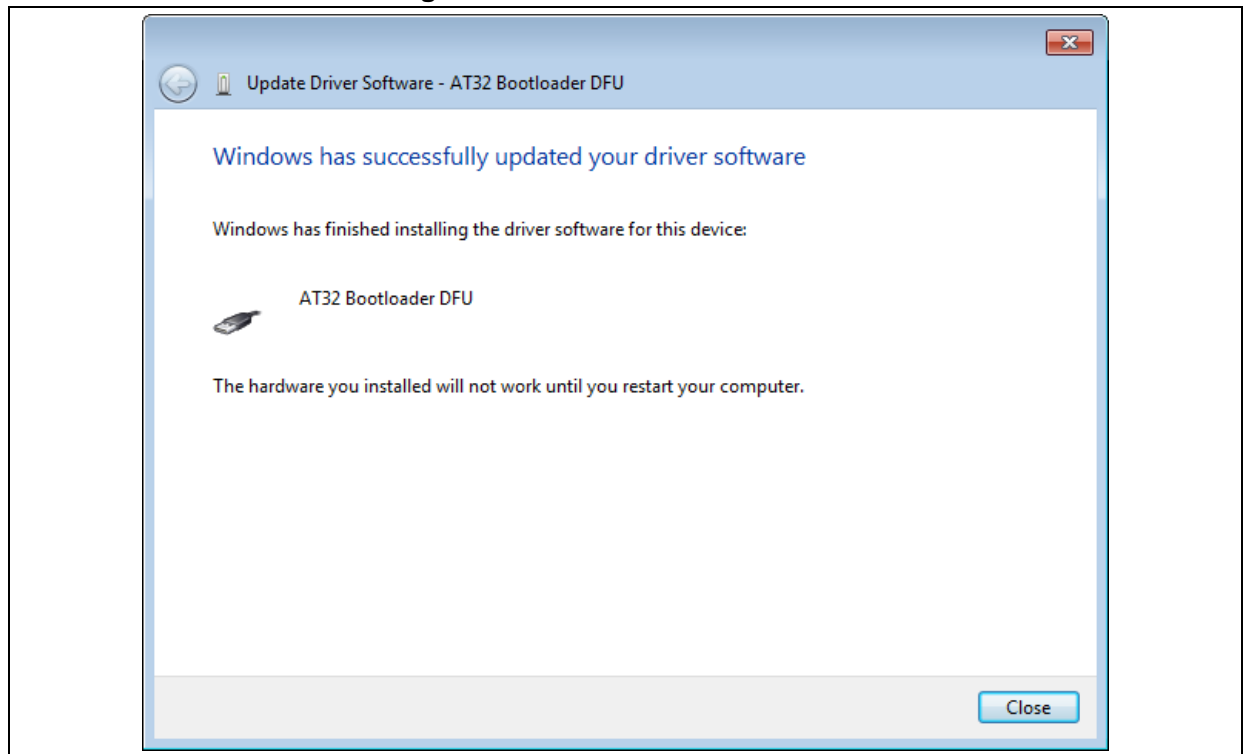 Update Driver Software - AT32 Bootloader DFU
Windows has successfully updated your driver software
Windows has finished installing the driver software for this device:
AT32 Bootloader DFU
The hardware you installed will not work until you restart your computer.
Close